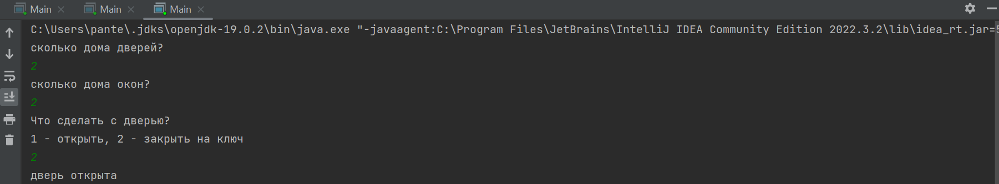 Main Main Main
C:\Users\pante\.jdks\openjdk-19.0.2\bin\java.exe "-javaagent:C:\Program Files\JetBrains\IntelliJ IDEA Community Edition 2022.3.2\lib\idea_rt.jar=5
сколько дома дверей?
2
сколько дома окон?
2
Что сделать с дверью?
1 - открыть, 2 - закрыть на ключ
2
дверь открыта